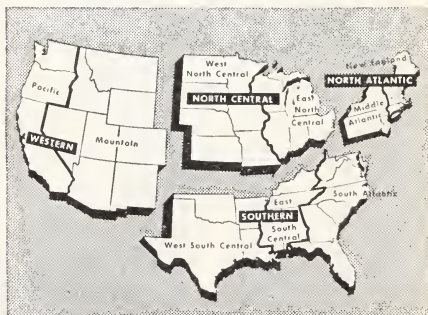 Pacific
WESTERN
Mountain
West
North Central
NORTH CENTRAL
East
North
Central
New England
NORTH ATLANTIC
Middle
Atlantic
West South Central
SOUTHERN
East
South
Central
South Atlantic